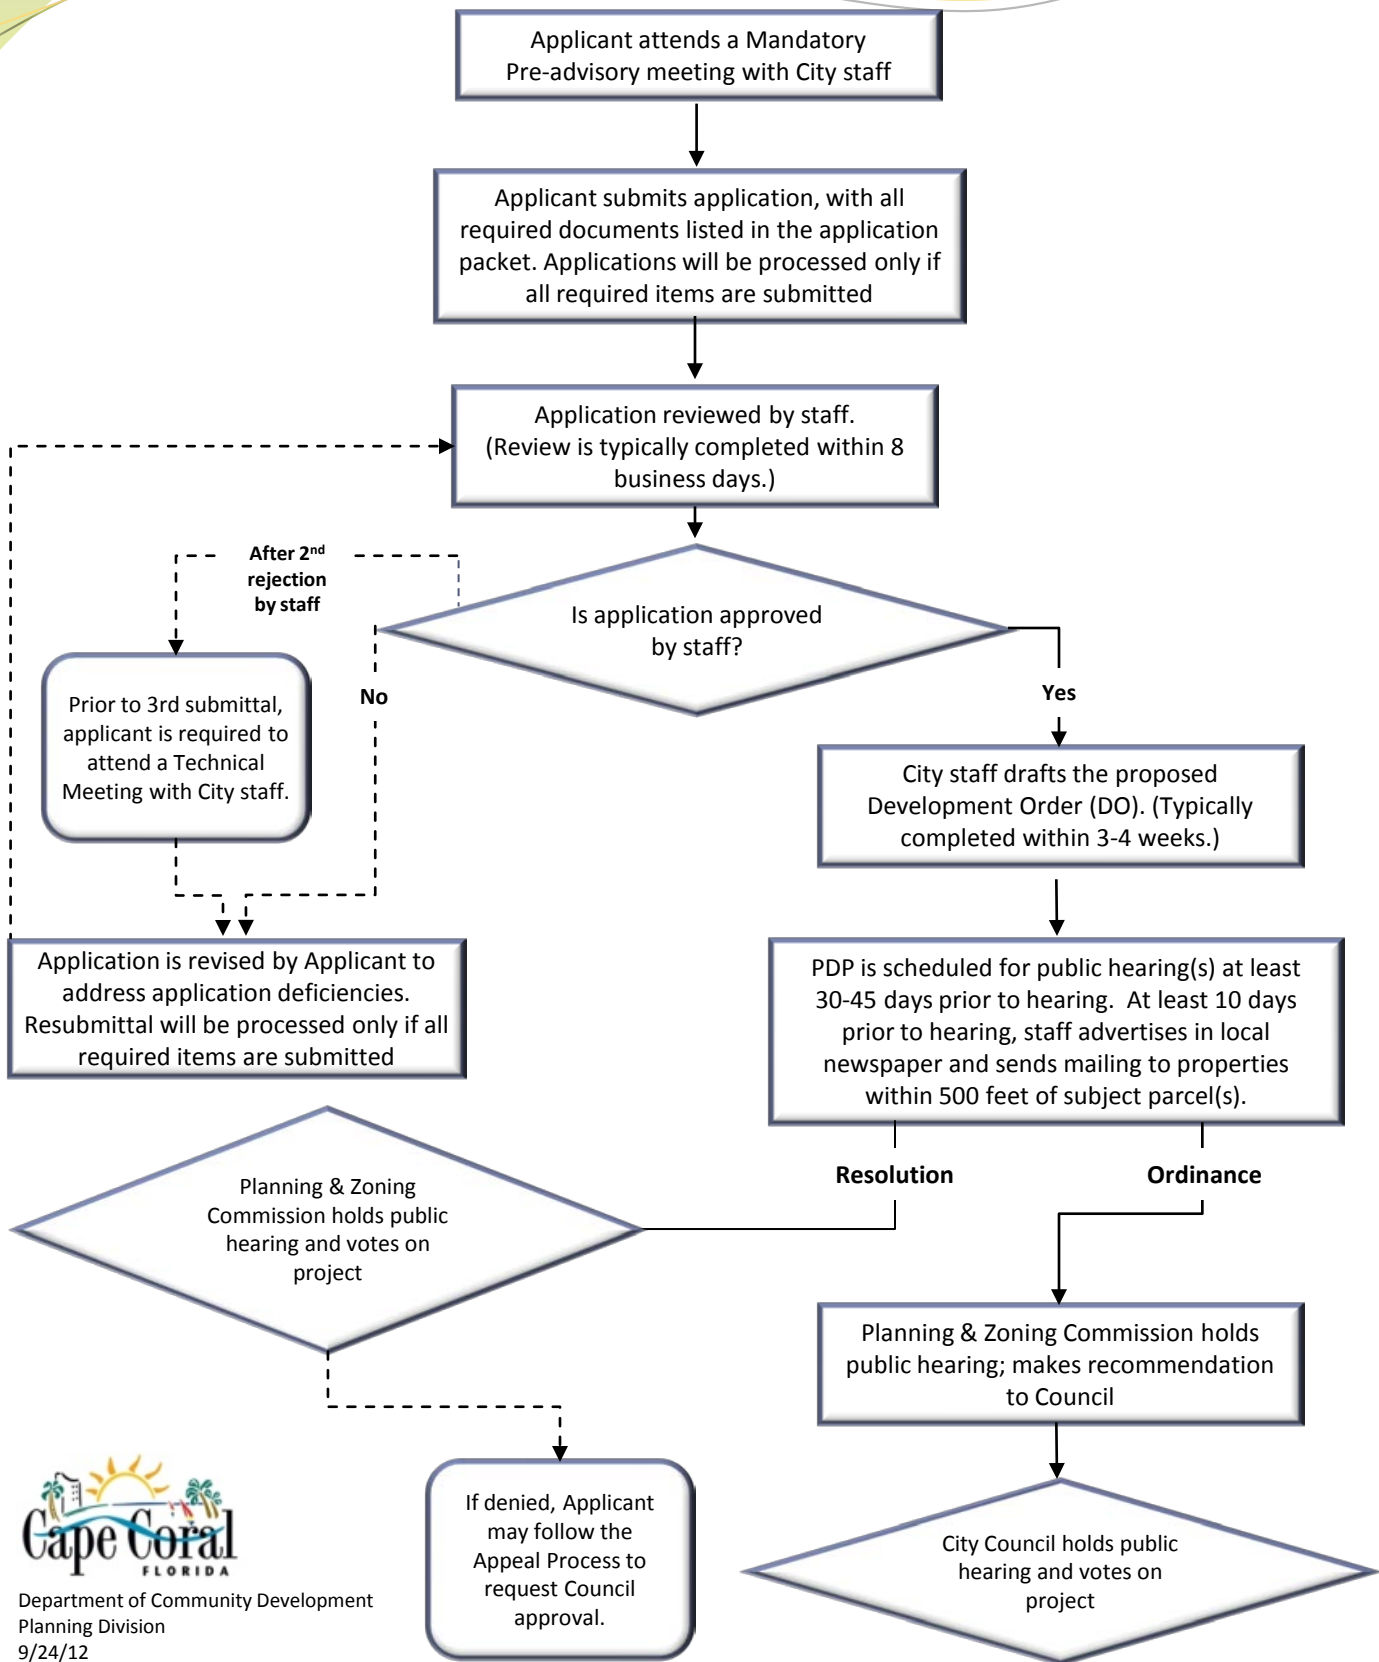 Applicant attends a Mandatory
Pre-advisory meeting with City staff
Applicant submits application, with all
required documents listed in the application
packet. Applications will be processed only if
all required items are submitted
Application reviewed by staff.
(Review is typically completed within 8
business days.)
After 2nd
rejection
by staff
Is application approved
by staff?
Prior to 3rd submittal,
applicant is required to
attend a Technical
Meeting with City staff.
No
Yes
City staff drafts the proposed
Development Order (DO). (Typically
completed within 3-4 weeks.)
Application is revised by Applicant to
address application deficiencies.
Resubmittal will be processed only if all
required items are submitted
PDP is scheduled for public hearing(s) at least
30-45 days prior to hearing.  At least 10 days
prior to hearing, staff advertises in local
newspaper and sends mailing to properties
within 500 feet of subject parcel(s).
Resolution
Ordinance
Planning & Zoning
Commission holds public
hearing and votes on
project
Planning & Zoning Commission holds
public hearing; makes recommendation
to Council
If denied, Applicant
may follow the
Appeal Process to
request Council
approval.
City Council holds public
hearing and votes on
project
Cape Coral
FLORIDA
Department of Community Development
Planning Division
9/24/12